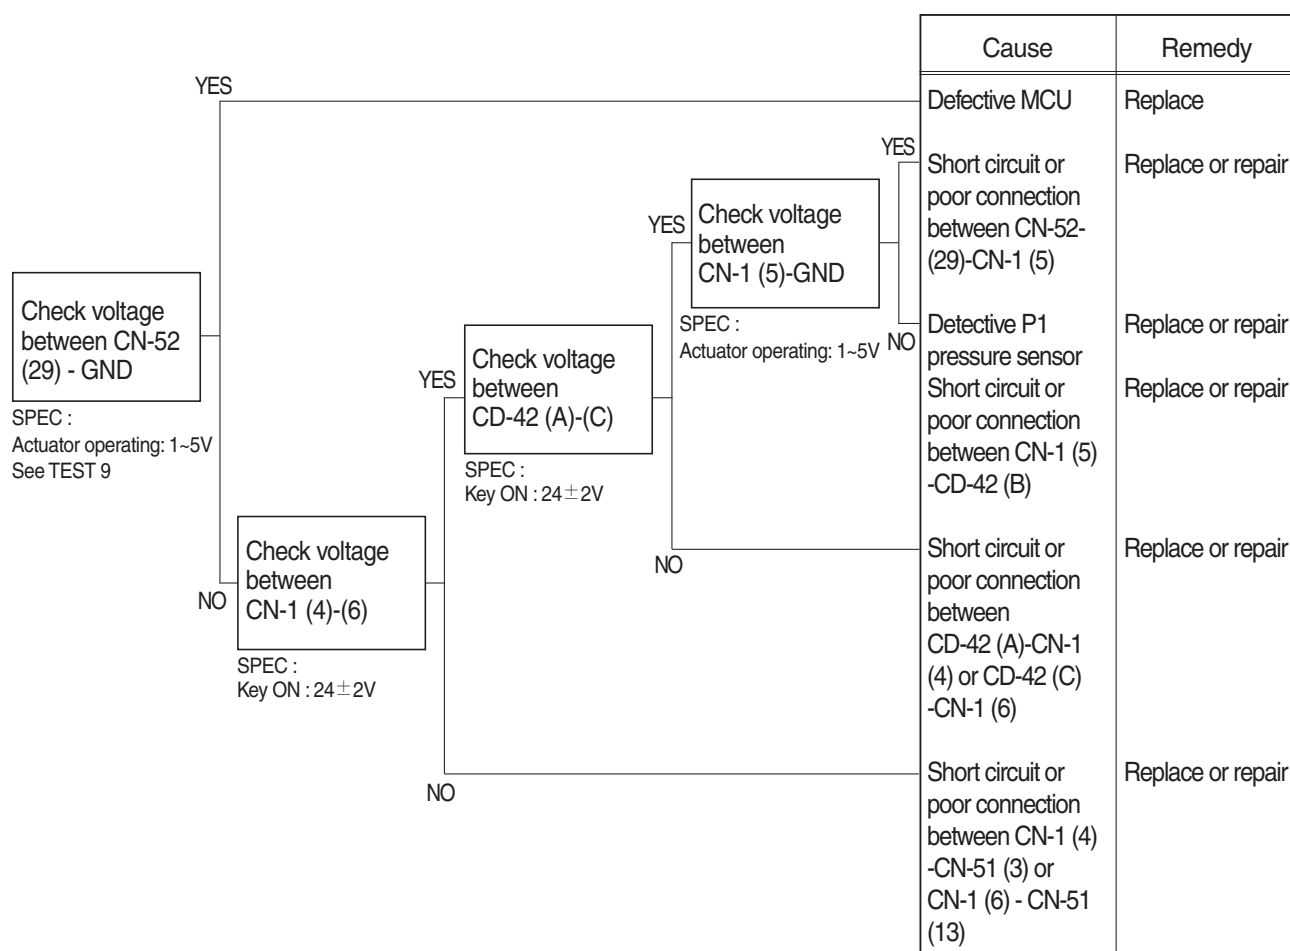 Cause
Remedy
YES
Defective MCU
Replace
YES
Short circuit or
poor connection
between CN-52-
(29)-CN-1 (5)
Replace or repair
YES
Check voltage
between
CN-1 (5)-GND
SPEC :
Actuator operating: 1~5V
NO
Detective P1
pressure sensor
Replace or repair
Short circuit or
poor connection
between CN-1 (5)
-CD-42 (B)
Replace or repair
Check voltage
between CN-52
(29) - GND
SPEC :
Actuator operating: 1~5V
See TEST 9
YES
Check voltage
between
CD-42 (A)-(C)
SPEC :
Key ON : 24±2V
NO
Short circuit or
poor connection
between
CD-42 (A)-CN-1
(4) or CD-42 (C)
-CN-1 (6)
Replace or repair
NO
Check voltage
between
CN-1 (4)-(6)
SPEC :
Key ON : 24±2V
NO
Short circuit or
poor connection
between CN-1 (4)
-CN-51 (3) or
CN-1 (6) - CN-51
(13)
Replace or repair